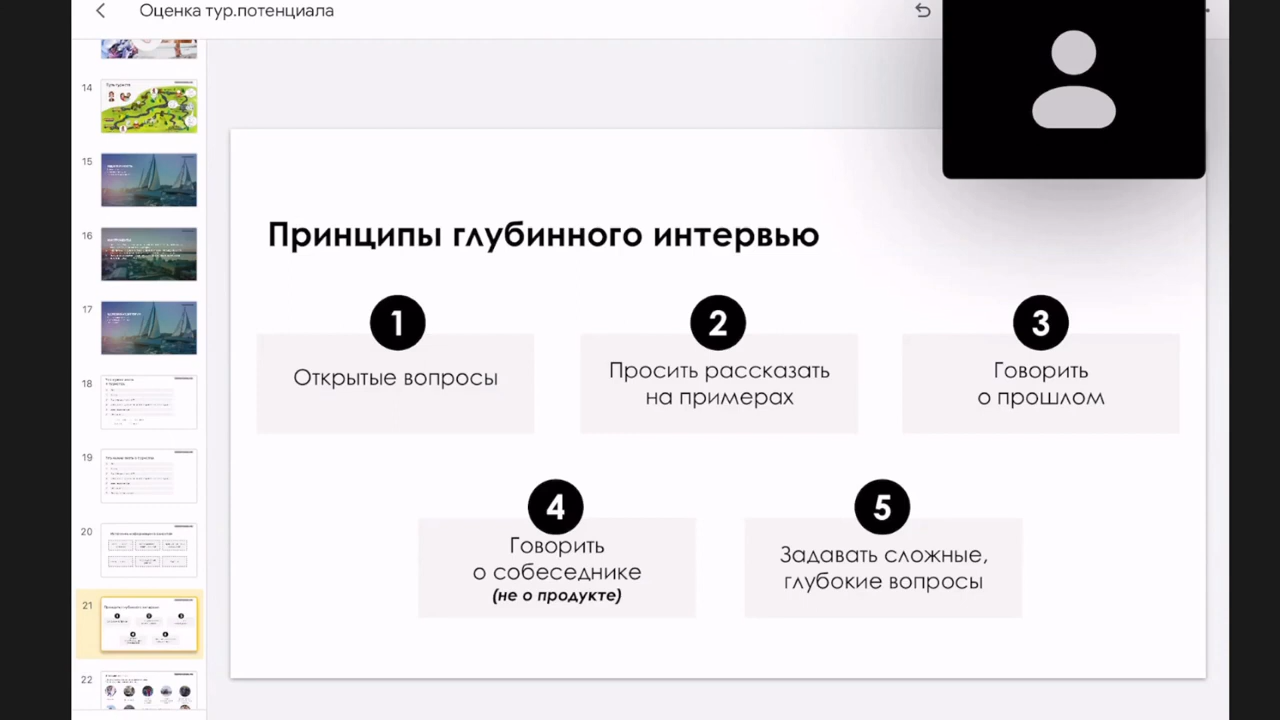 Оценка тур.потенциала
14
15
16
17
18
19
20
21
22
Принципы глубинного интервью
1
Открытые вопросы
2
Просить рассказать
на примерах
3
Говорить
о прошлом
4
Говорить
о собеседнике
(не о продукте)
5
Задавать сложные,
глубокие вопросы